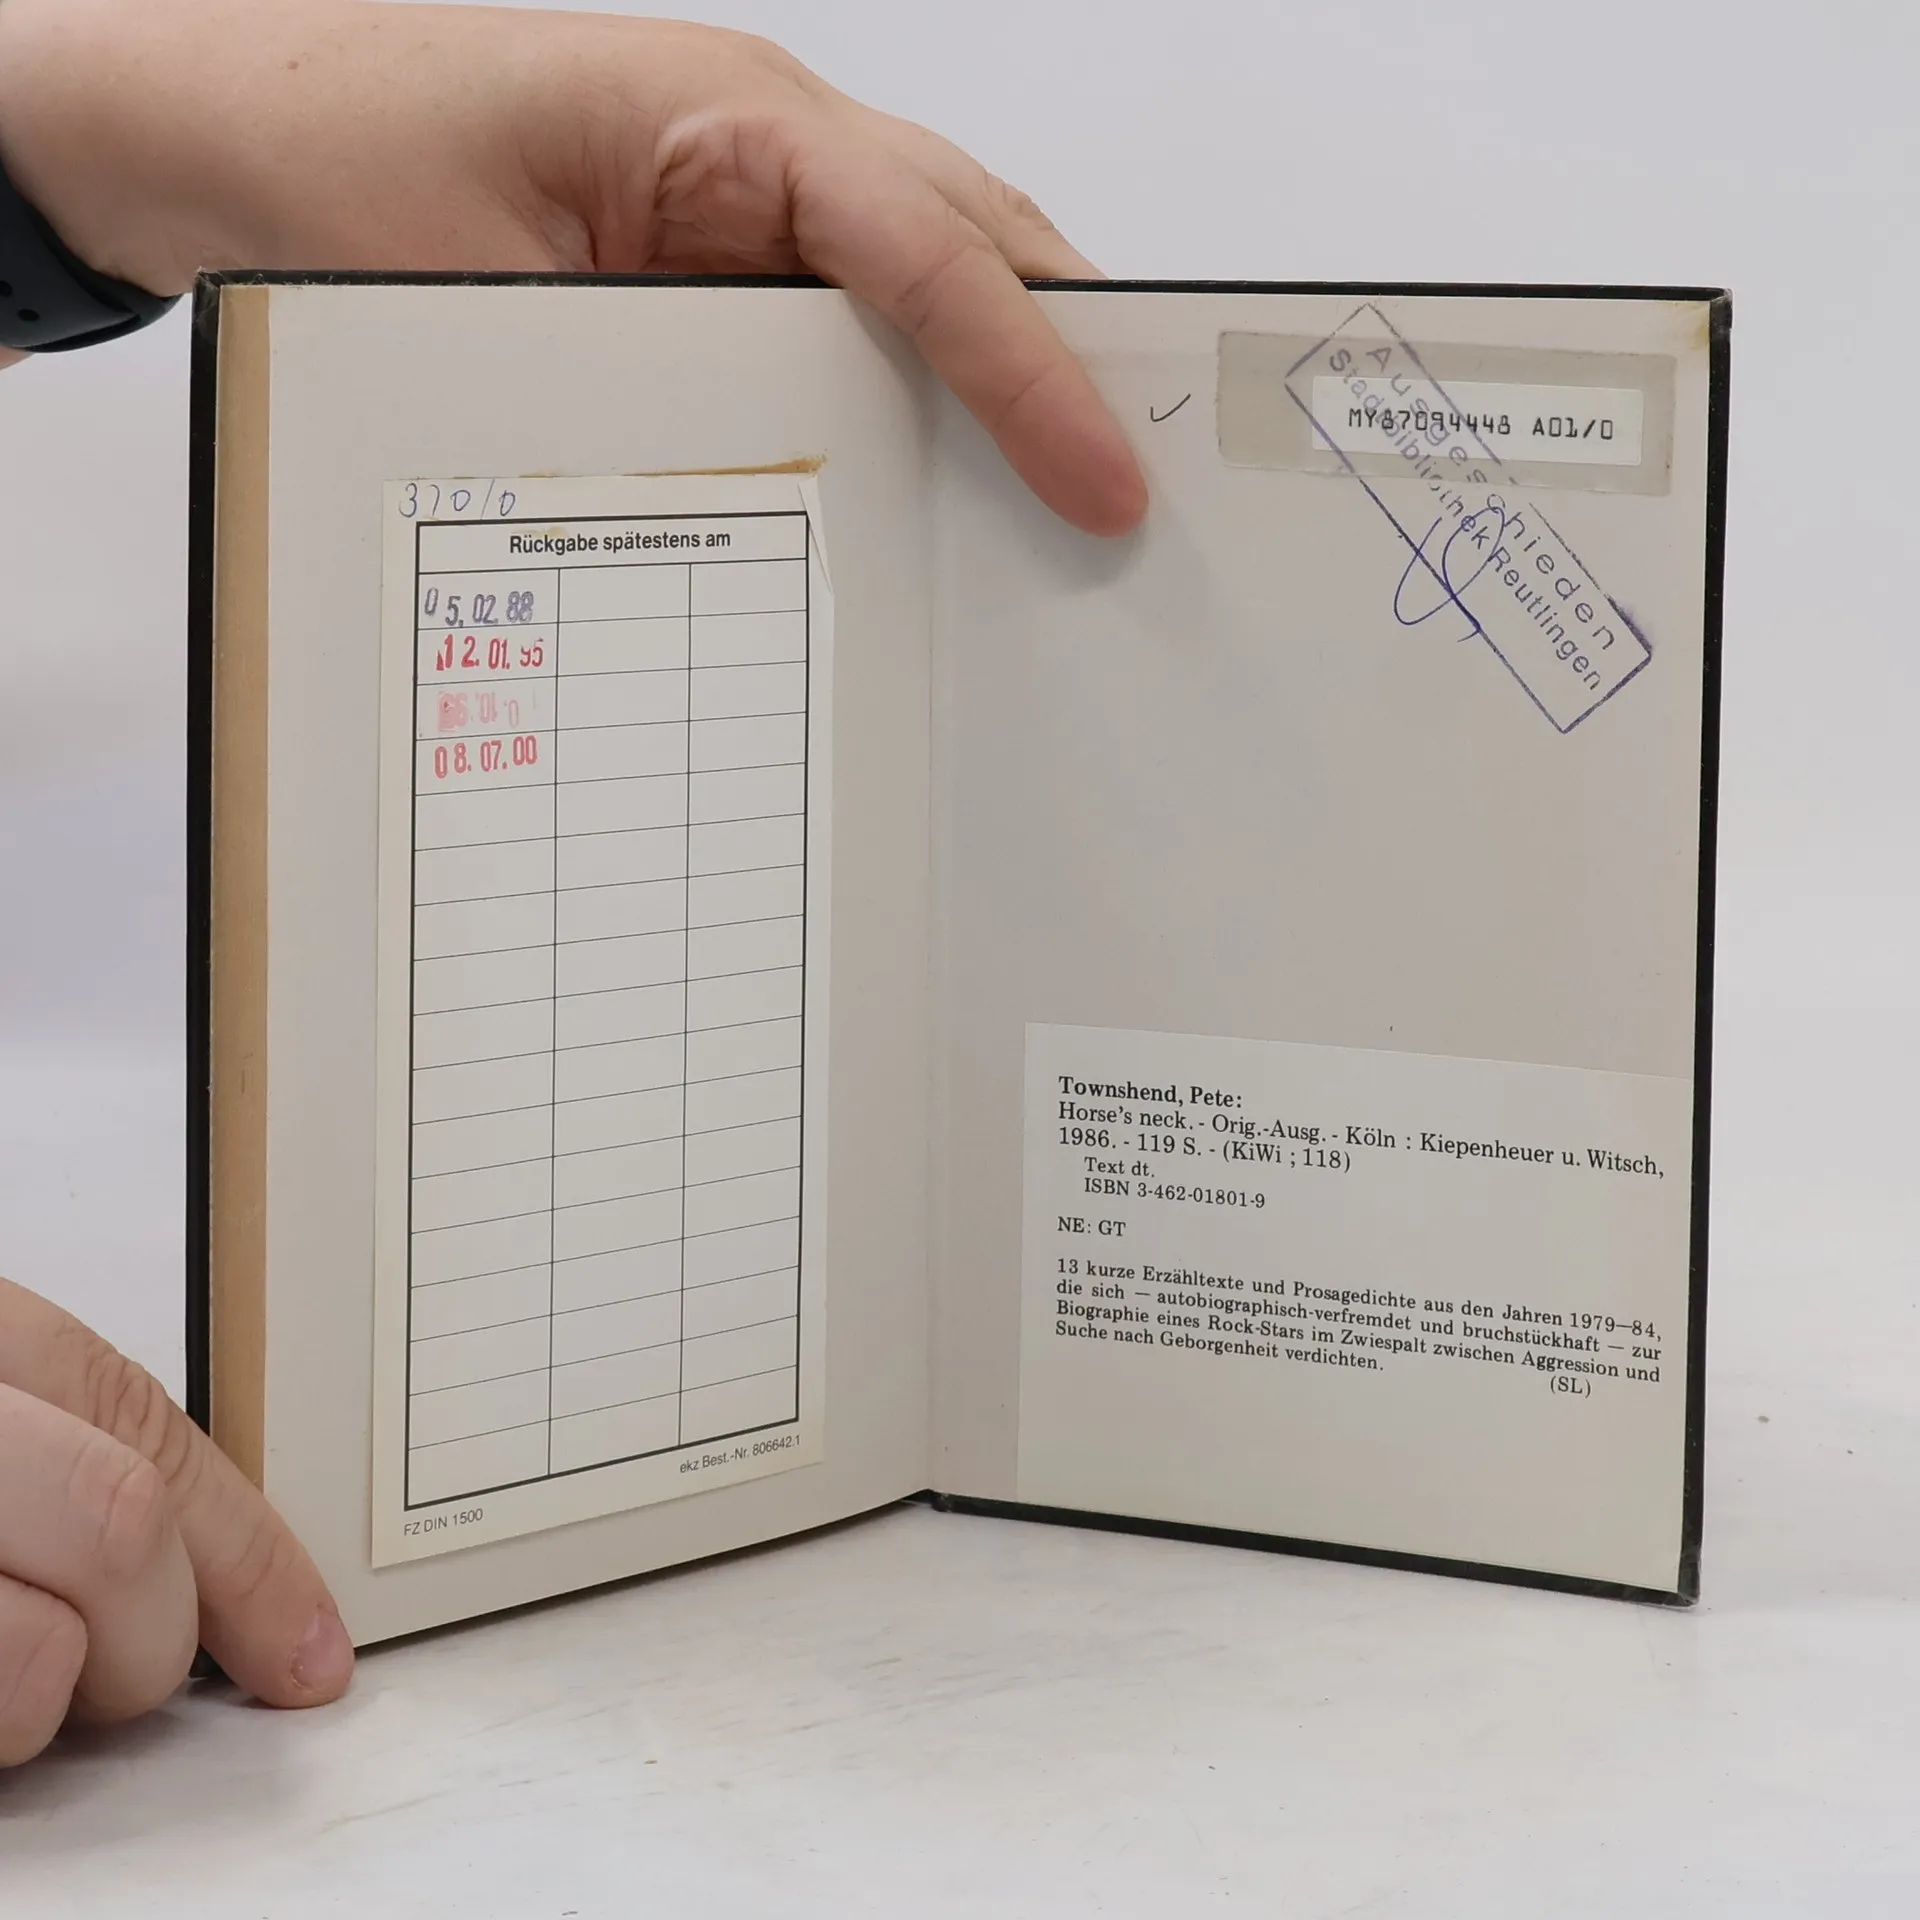 370/0
Rückgabe spätestens am
05. 02. 88
12. 01. 95
08. 07. 00
ekz Best.-Nr. 806642.1
FZ DIN 1500
MY87094448 A01/0
Ausgeschieden
Stadtbibliothek Reutlingen
Townshend, Pete:
Horse's neck. - Orig.-Ausg. - Köln : Kiepenheuer u. Witsch,
1986. - 119 S. - (KiWi ; 118)
Text dt.
ISBN 3-462-01801-9
NE: GT
13 kurze Erzähltexte und Prosagedichte aus den Jahren 1979—84,
die sich — autobiographisch-verfremdet und bruchstückhaft — zur
Biographie eines Rock-Stars im Zwiespalt zwischen Aggression und
Suche nach Geborgenheit verdichten.
(SL)